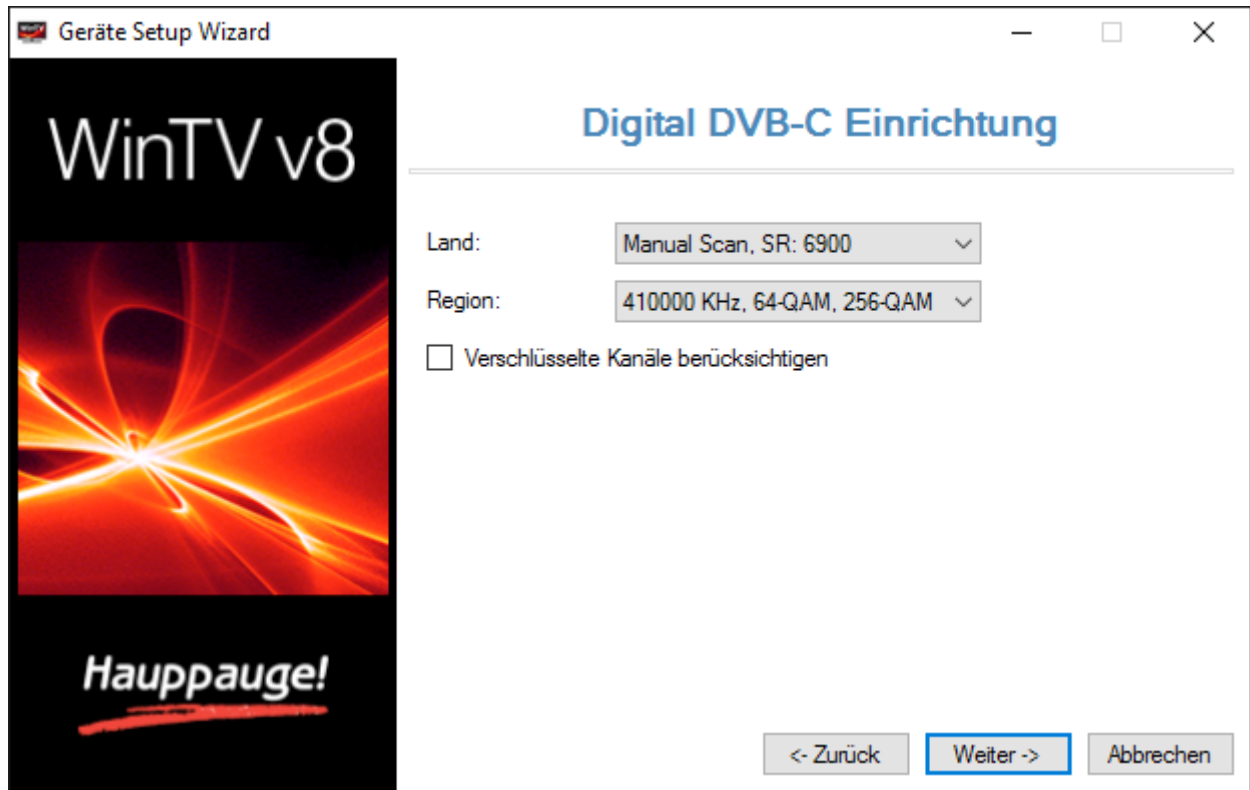 Geräte Setup Wizard
WinTV v8
Digital DVB-C Einrichtung
Land: Manual Scan, SR: 6900
Region: 410000 KHz, 64-QAM, 256-QAM
Verschlüsselte Kanäle berücksichtigen
Hauppauge!
<- Zurück Weiter -> Abbrechen